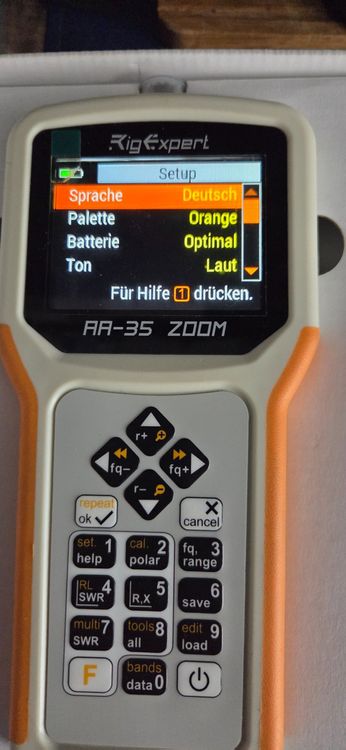 RigExpert
Setup
Sprache Deutsch
Palette Orange
Batterie Optimal
Ton Laut
Für Hilfe 1 drücken.
AA-35 ZOOM
r+
fq-
fq+
r-
repeat
ok
X
cancel
set. 1
help
cal. 2
polar
fq, 3
range
RL 4
SWR
5
R,X
6
save
multi 7
SWR
tools 8
all
edit 9
load
F
bands
data 0